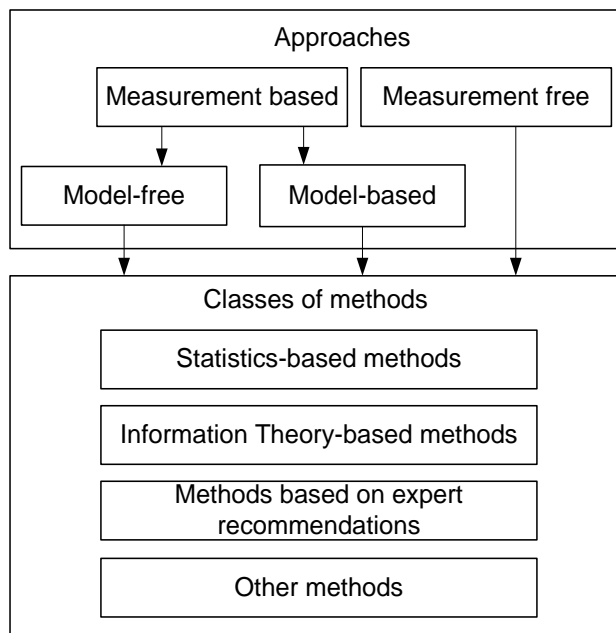 Approaches
Measurement based
Measurement free
Model-free
Model-based
Classes of methods
Statistics-based methods
Information Theory-based methods
Methods based on expert
recommendations
Other methods